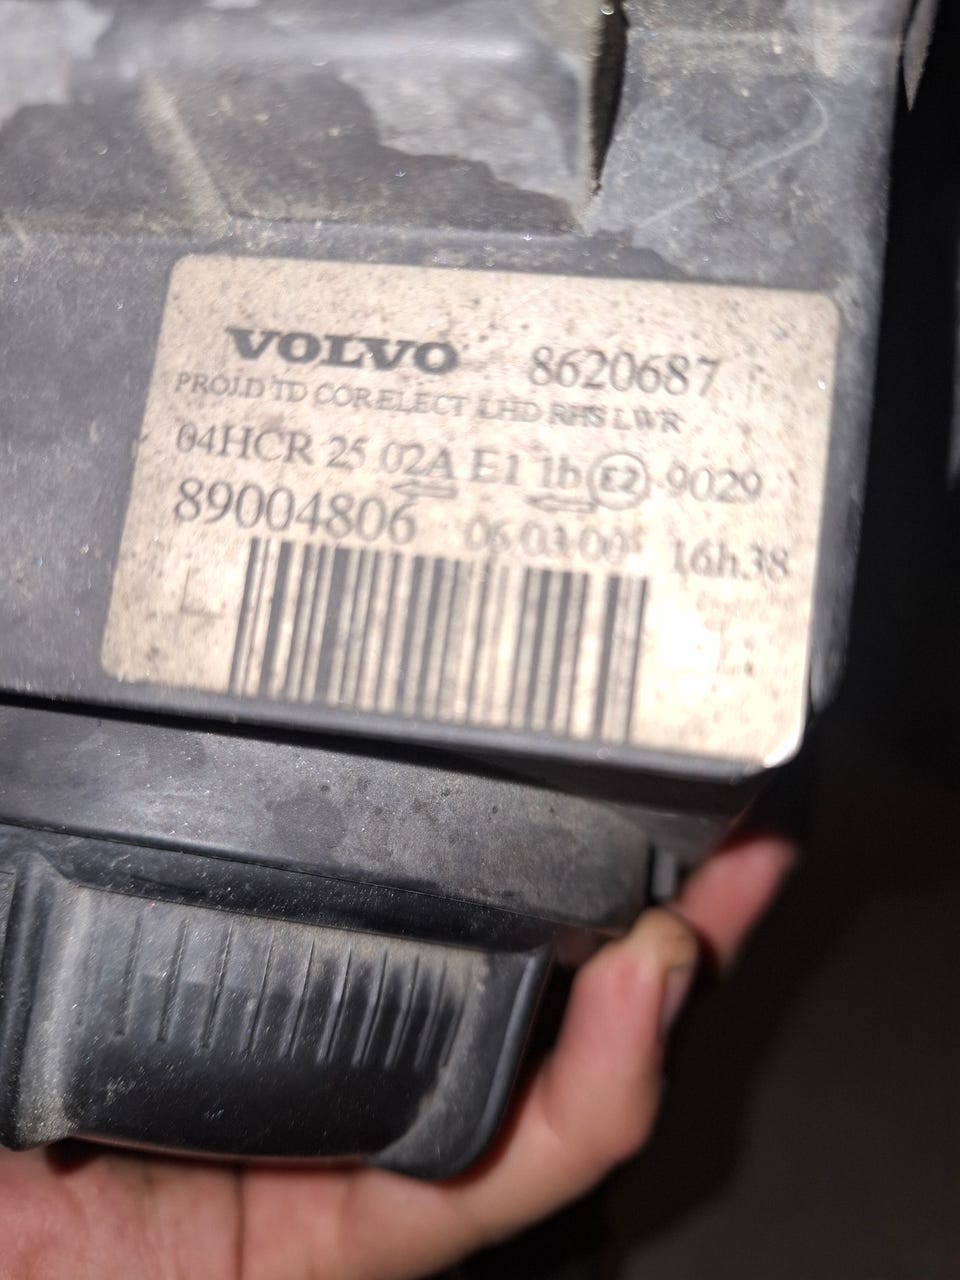 VOLVO 8620687
PROJ.D TD COR.ELECT LHD RHS LWR
04HCR 25 02A E1 1b E2 9029
89004806 06.03.00 16h.38
L